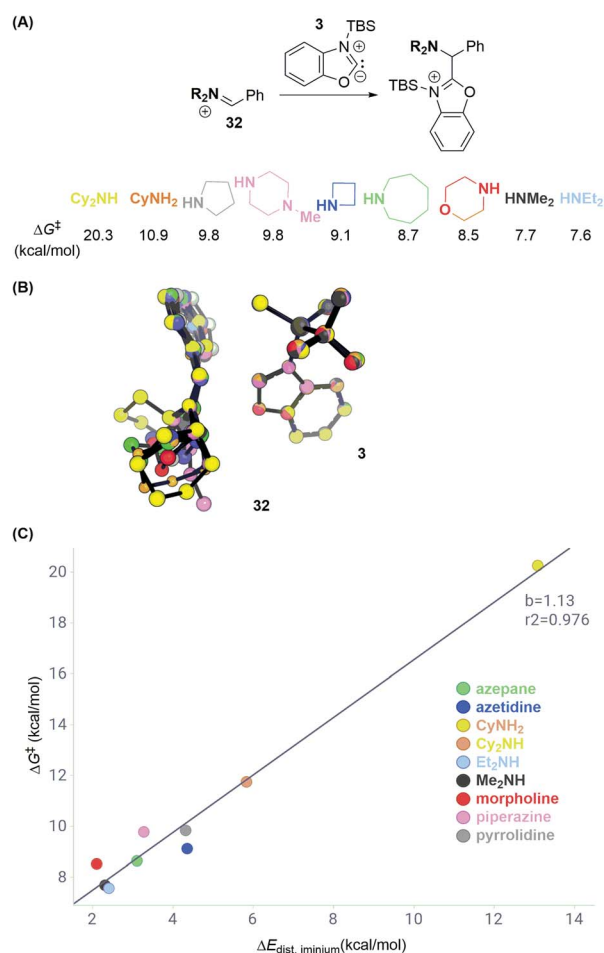 (A)
3
TBS
N
⊕
O
⊖
R₂N
Ph
⊕
32
R₂N
Ph
TBS
⊕
N
O
Cy₂NH
CyNH₂
HN
HN
N
Me
HN
HN
NH
O
HNMe₂
HNEt₂
ΔG‡
(kcal/mol)
20.3
10.9
9.8
9.8
9.1
8.7
8.5
7.7
7.6
(B)
3
32
(C)
20
18
16
14
12
10
8
ΔG‡ (kcal/mol)
b=1.13
r2=0.976
azepane
azetidine
CyNH₂
Cy₂NH
Et₂NH
Me₂NH
morpholine
piperazine
pyrrolidine
2 4 6 8 10 12 14
ΔE dist, iminium(kcal/mol)